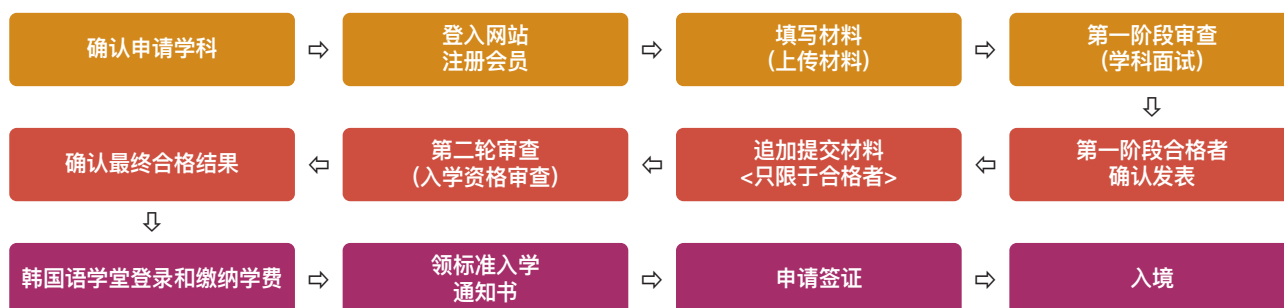 确认申请学科
登入网站
注册会员
填写材料
(上传材料)
第一阶段审查
(学科面试)
第一阶段合格者
确认发表
追加提交材料
<只限于合格者>
第二轮审查
(入学资格审查)
确认最终合格结果
韩国语学堂登录和缴纳学费
领标准入学
通知书
申请签证
入境